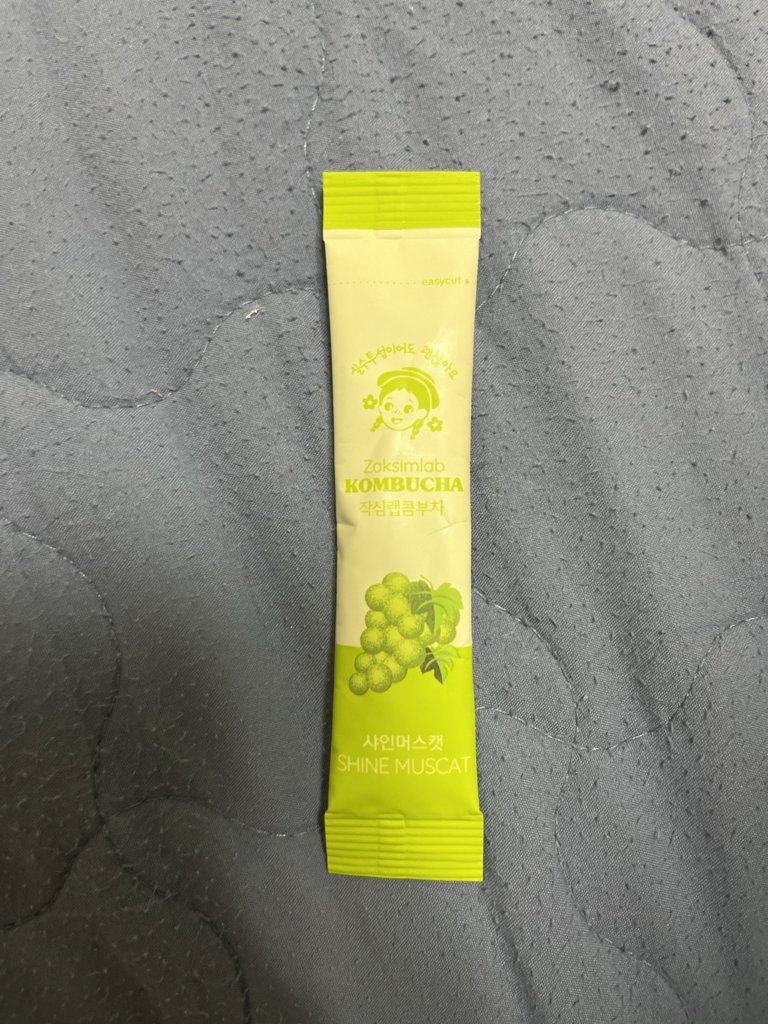 easycut
실수투성이어도 괜찮아요
Zaksimlab
KOMBUCHA
작심랩콤부차
샤인머스캣
SHINE MUSCAT